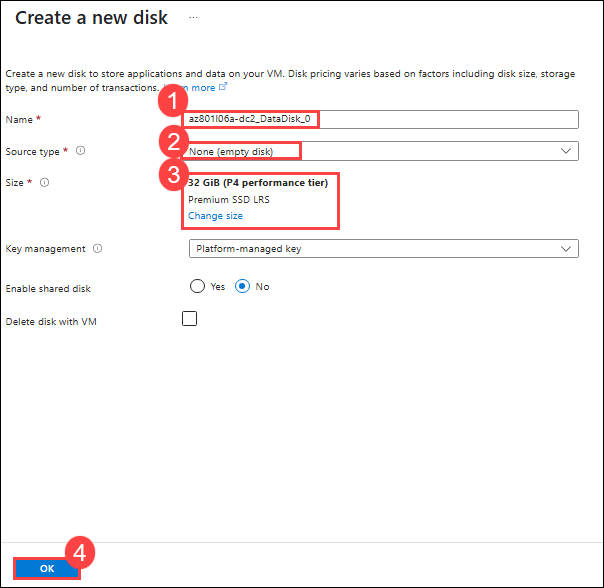 Create a new disk ...
Create a new disk to store applications and data on your VM. Disk pricing varies based on factors including disk size, storage
type, and number of transactions. more
1
Name *
az801l06a-dc2_DataDisk_0
2
Source type *
None (empty disk)
3
Size *
32 GiB (P4 performance tier)
Premium SSD LRS
Change size
Key management
Platform-managed key
Enable shared disk
Yes No
Delete disk with VM
4
OK